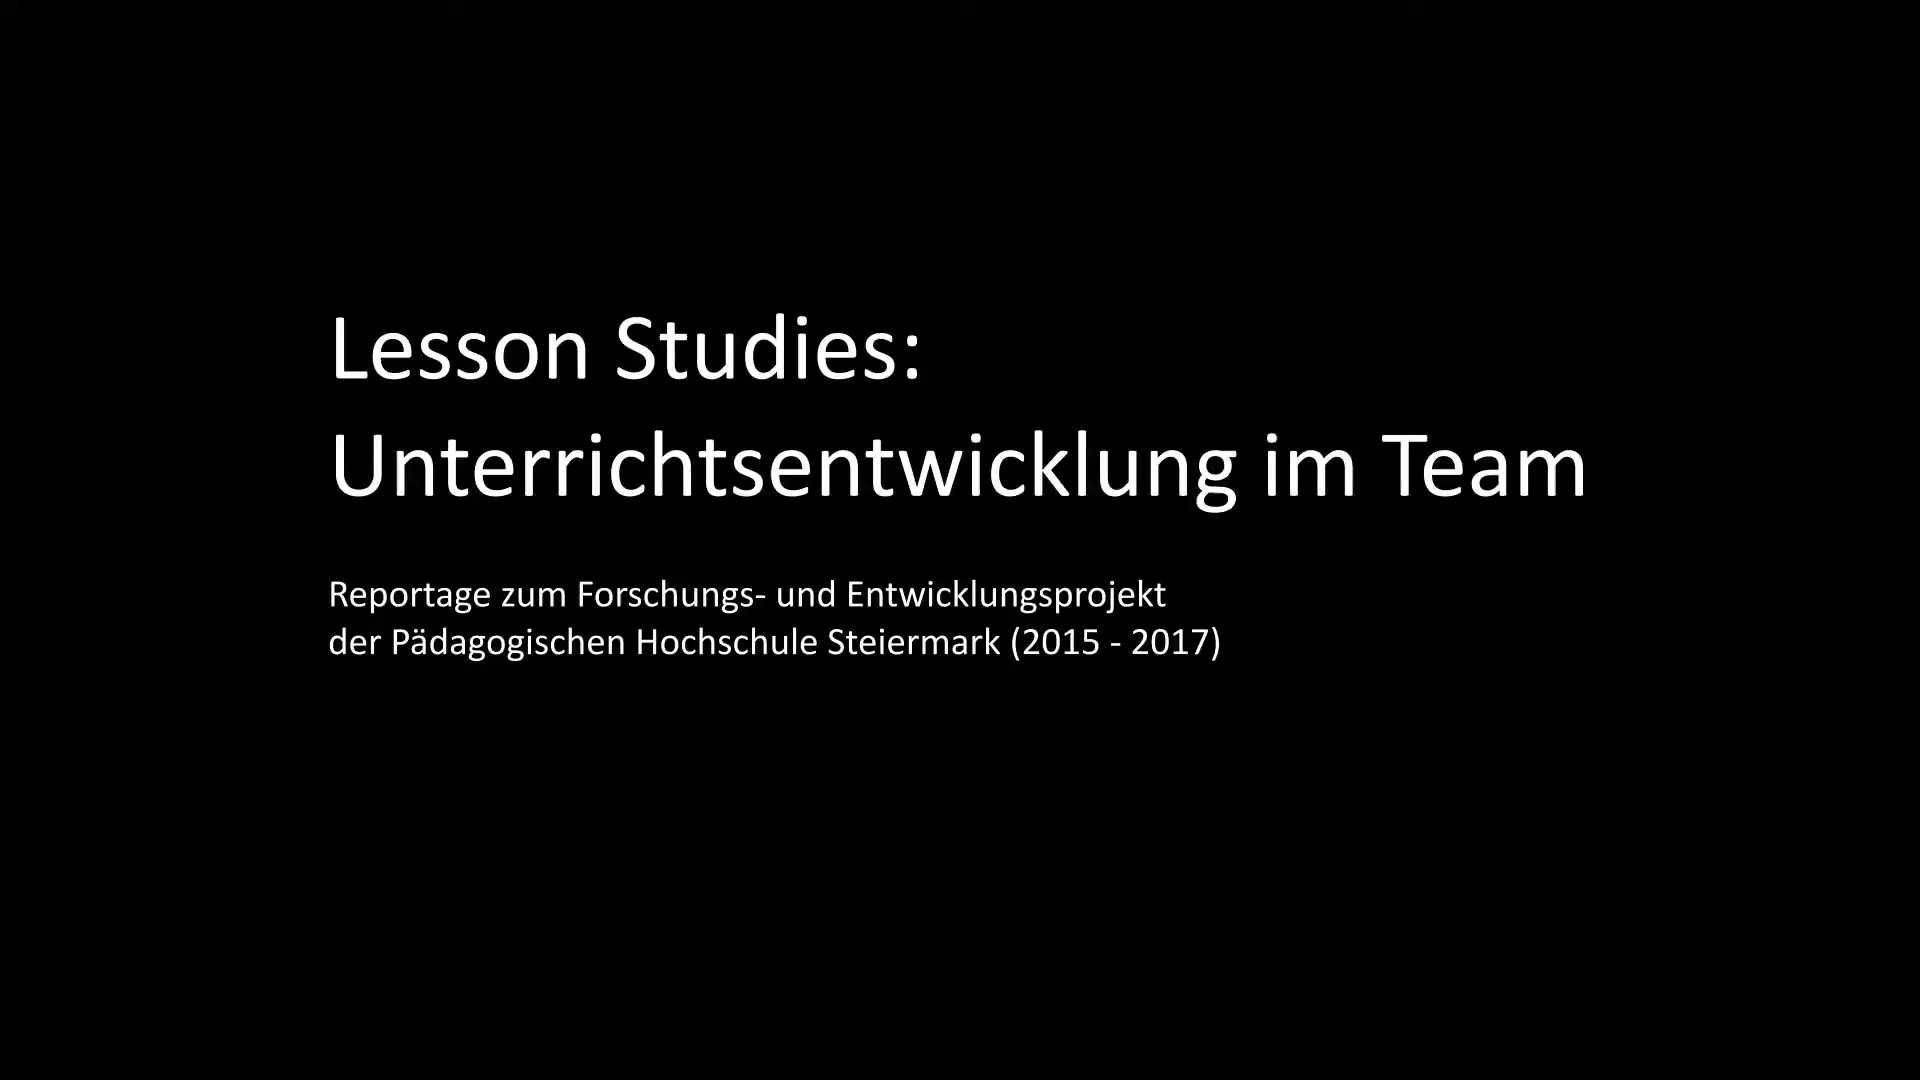 Lesson Studies:
Unterrichtsentwicklung im Team
Reportage zum Forschungs- und Entwicklungsprojekt
der Pädagogischen Hochschule Steiermark (2015 - 2017)